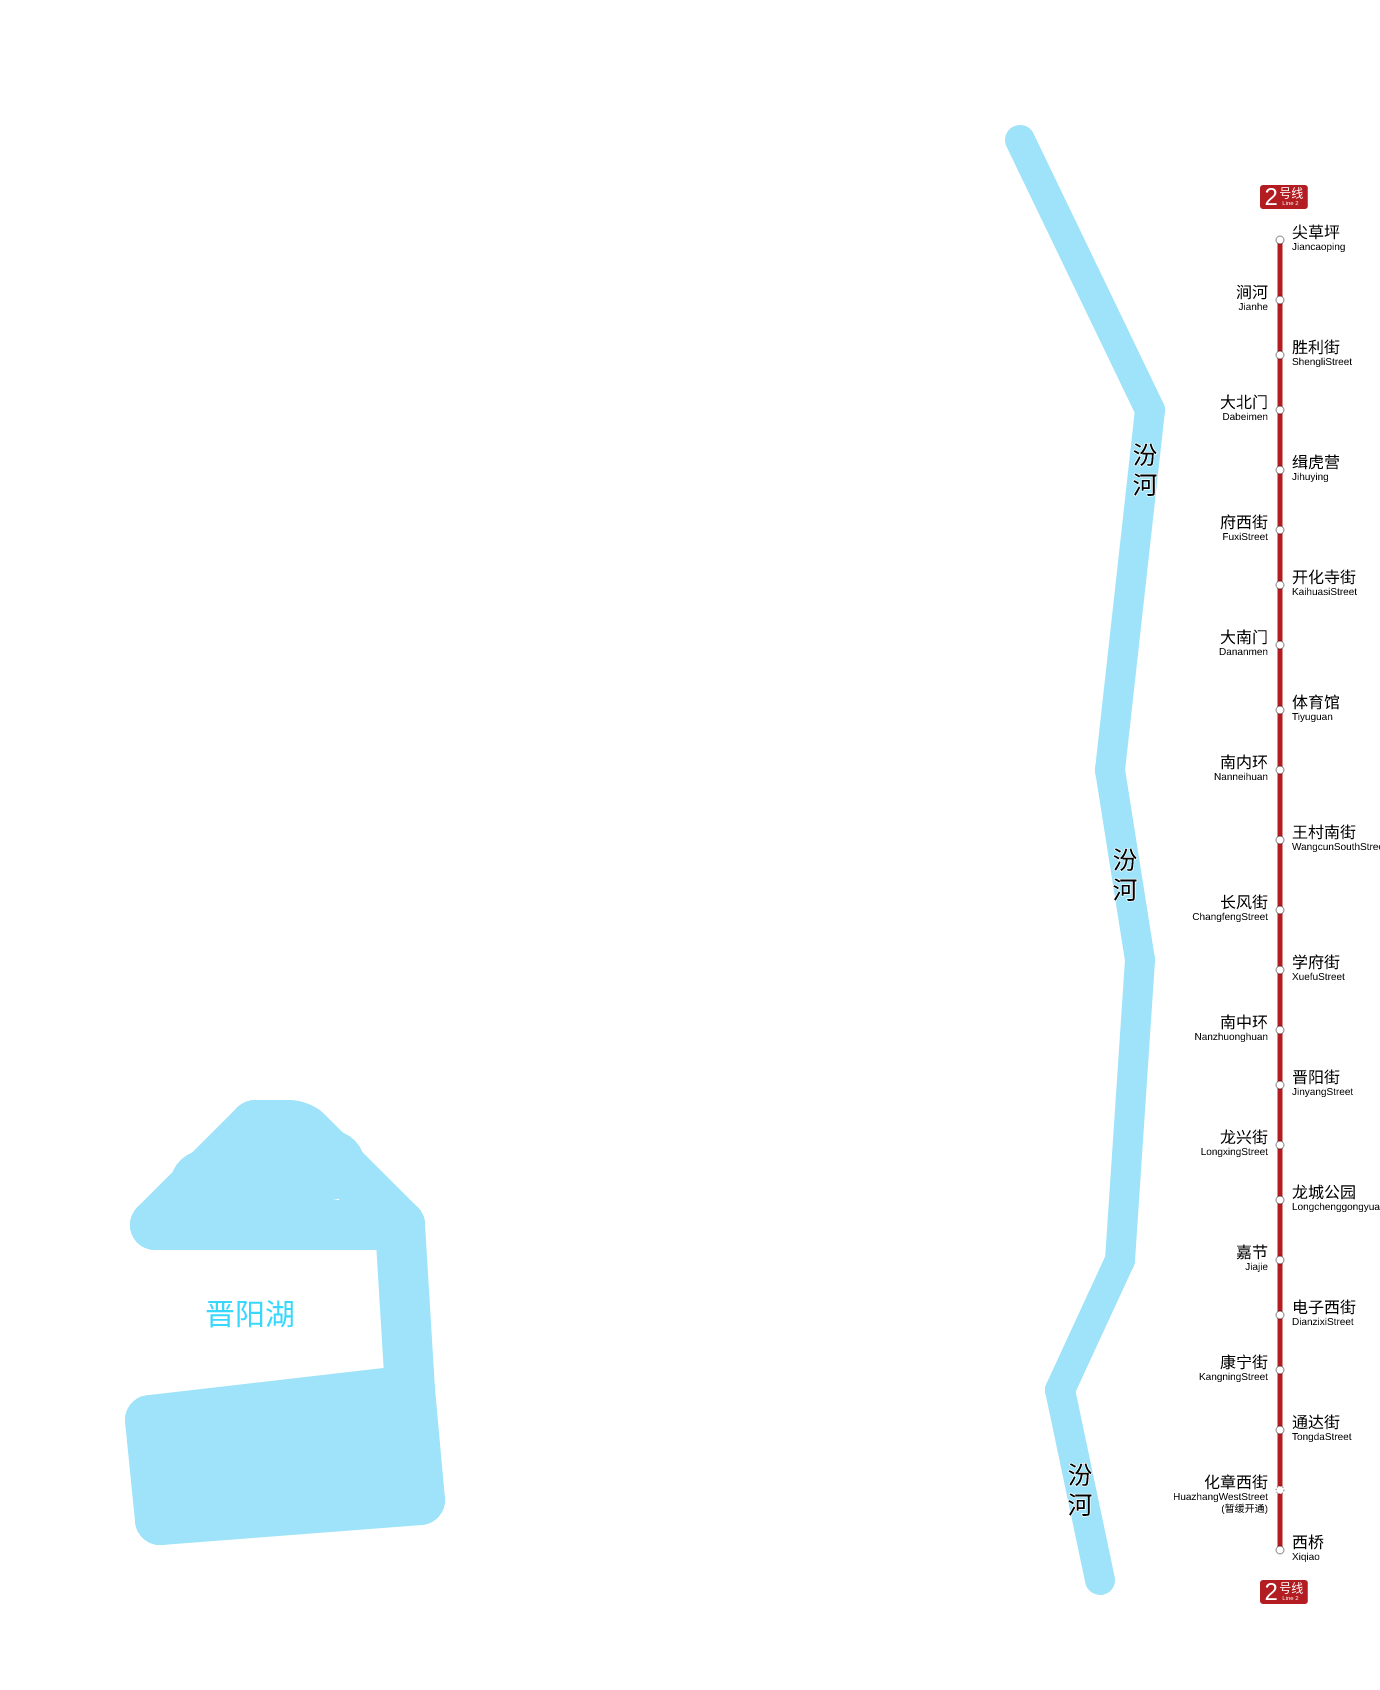 2号线
Line 2
尖草坪
Jiancaoping
涧河
Jianhe
胜利街
ShengliStreet
大北门
Dabeimen
汾
河
缉虎营
Jihuying
府西街
FuxiStreet
开化寺街
KaihuasiStreet
大南门
Dananmen
体育馆
Tiyuguan
南内环
Nanneihuan
王村南街
WangcunSouthStree
汾
河
长风街
ChangfengStreet
学府街
XuefuStreet
南中环
Nanzhuonghuan
晋阳街
JinyangStreet
龙兴街
LongxingStreet
龙城公园
Longchenggongyua
嘉节
Jiajie
晋阳湖
电子西街
DianzixiStreet
康宁街
KangningStreet
通达街
TongdaStreet
汾
河
化章西街
HuazhangWestStreet
(暂缓开通)
西桥
Xiqiao
2号线
Line 2